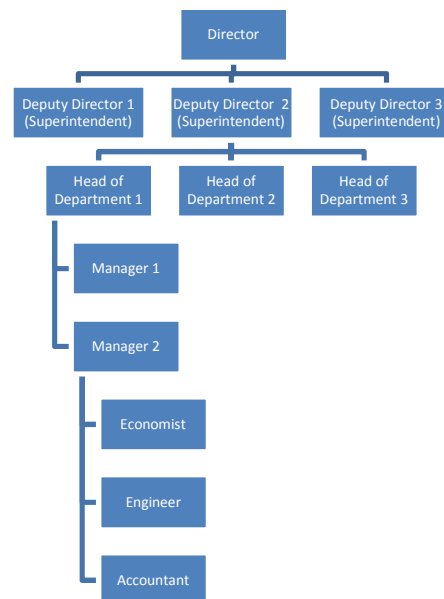 Director
Deputy Director 1
(Superintendent)
Deputy Director 2
(Superintendent)
Deputy Director 3
(Superintendent)
Head of
Department 1
Head of
Department 2
Head of
Department 3
Manager 1
Manager 2
Economist
Engineer
Accountant